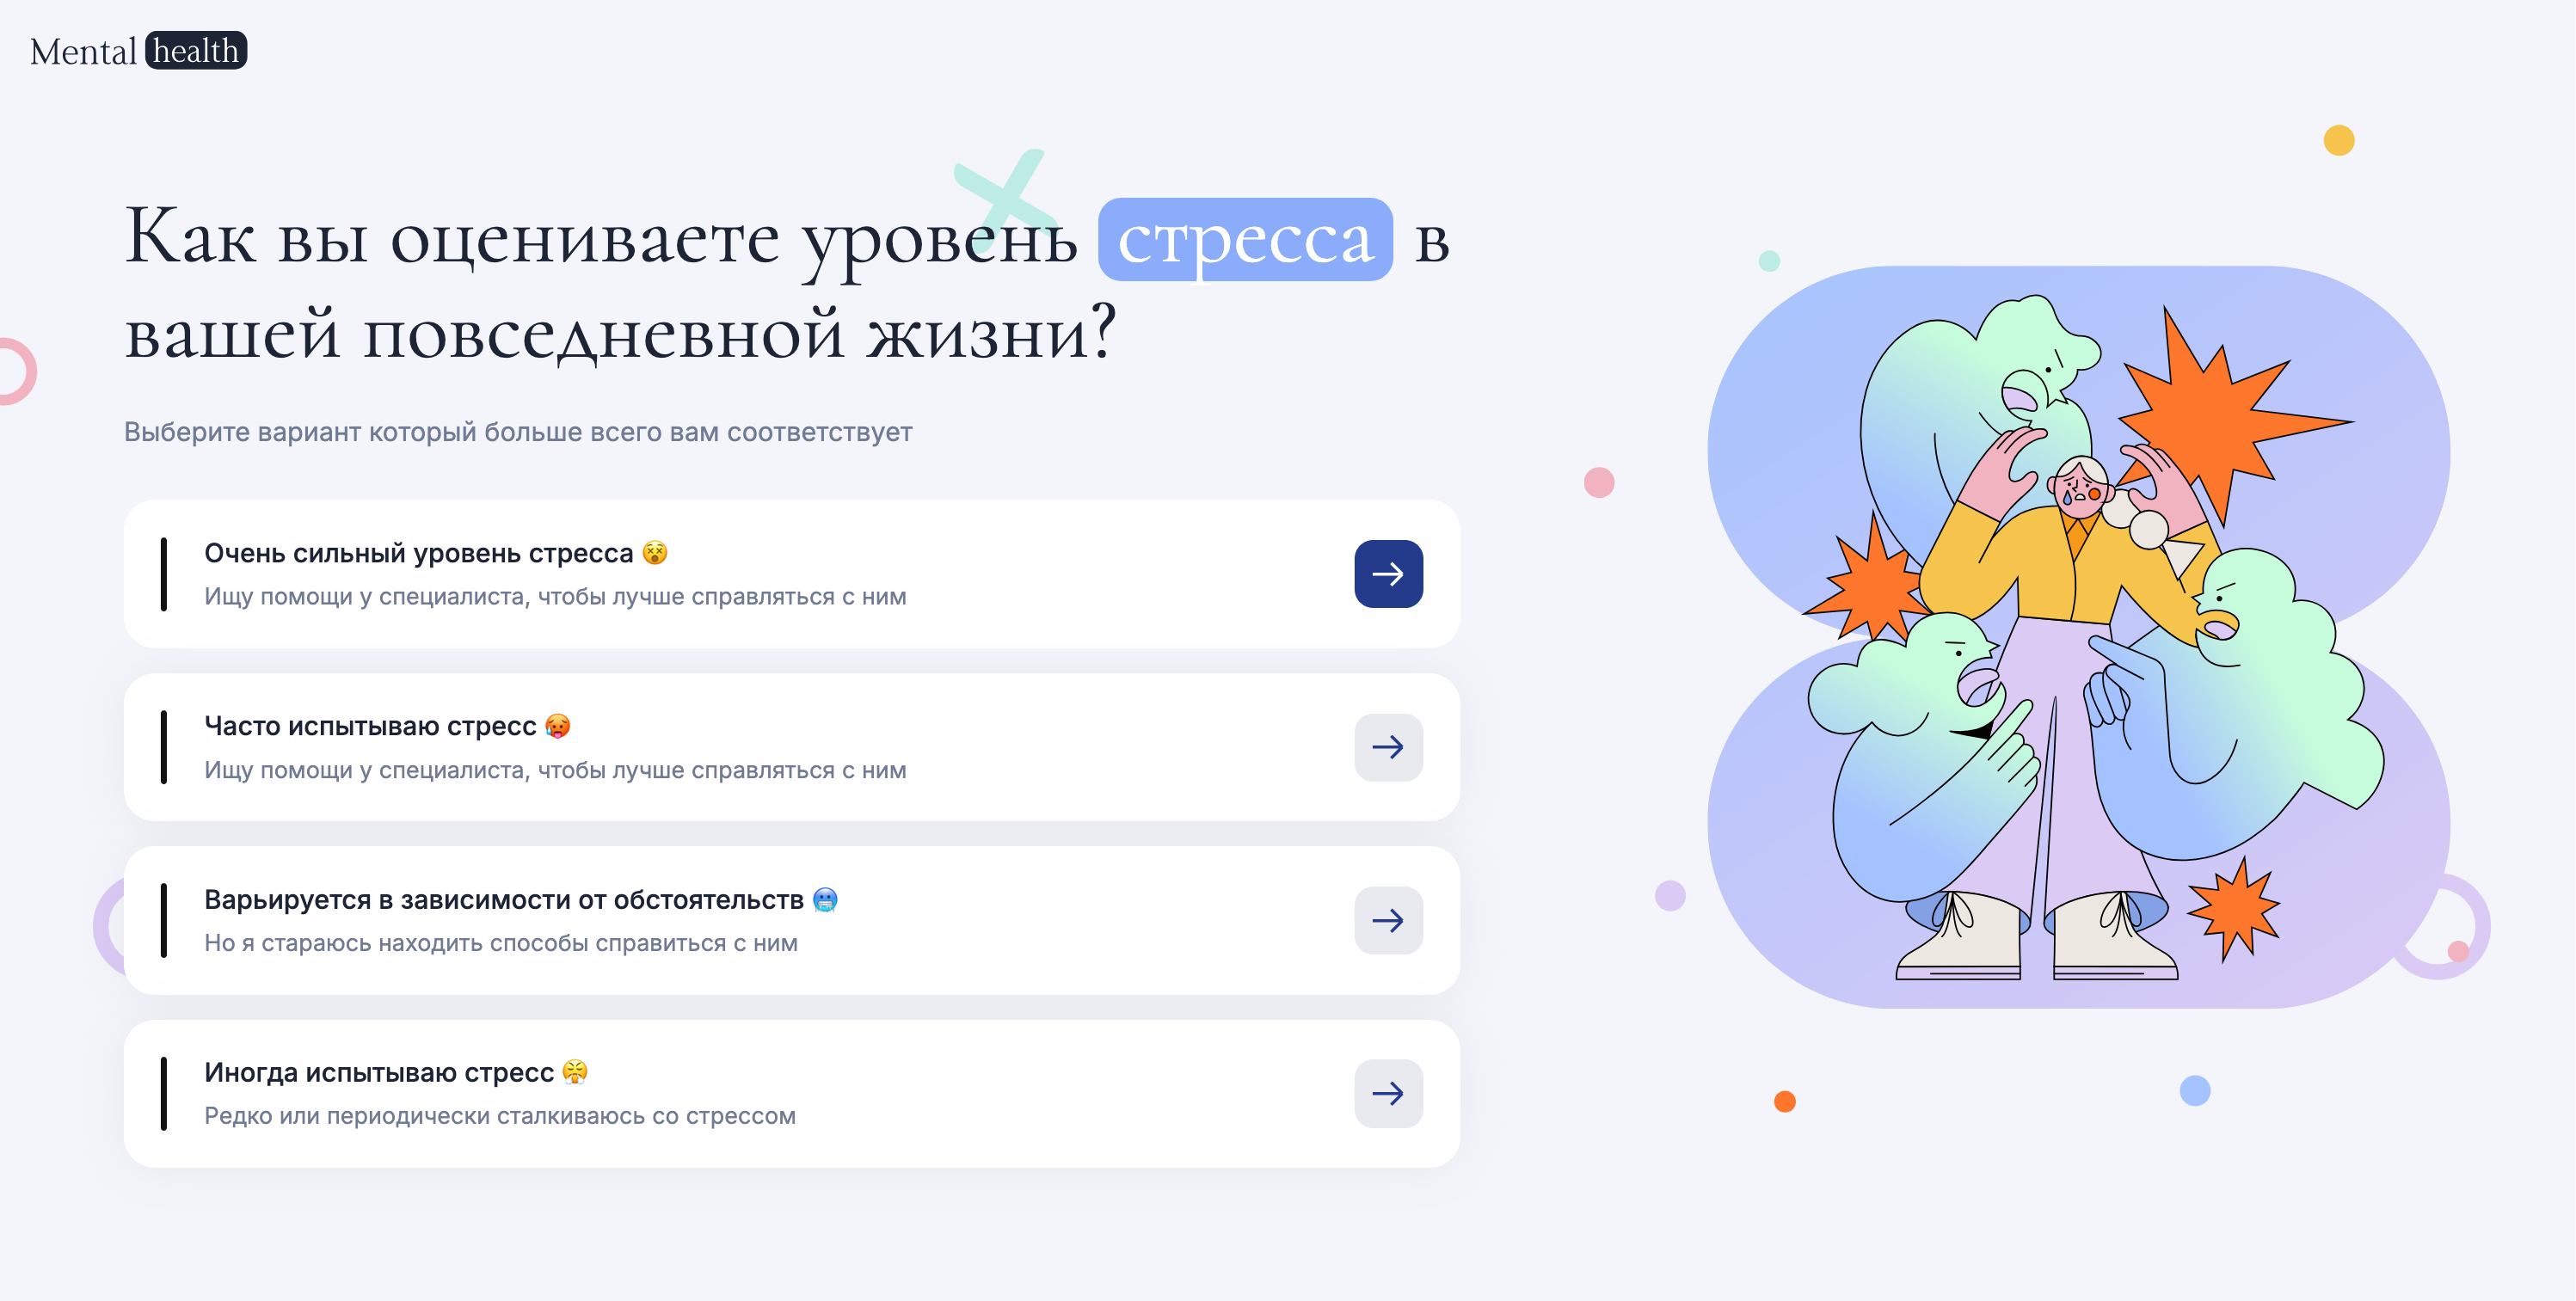 Mental health
Как вы оцениваете уровень стресса в
вашей повседневной жизни?
Выберите вариант который больше всего вам соответствует
Очень сильный уровень стресса 😵
Ищу помощи у специалиста, чтобы лучше справляться с ним
Часто испытываю стресс 🥵
Ищу помощи у специалиста, чтобы лучше справляться с ним
Варьируется в зависимости от обстоятельств 🥶
Но я стараюсь находить способы справиться с ним
Иногда испытываю стресс 😤
Редко или периодически сталкиваюсь со стрессом